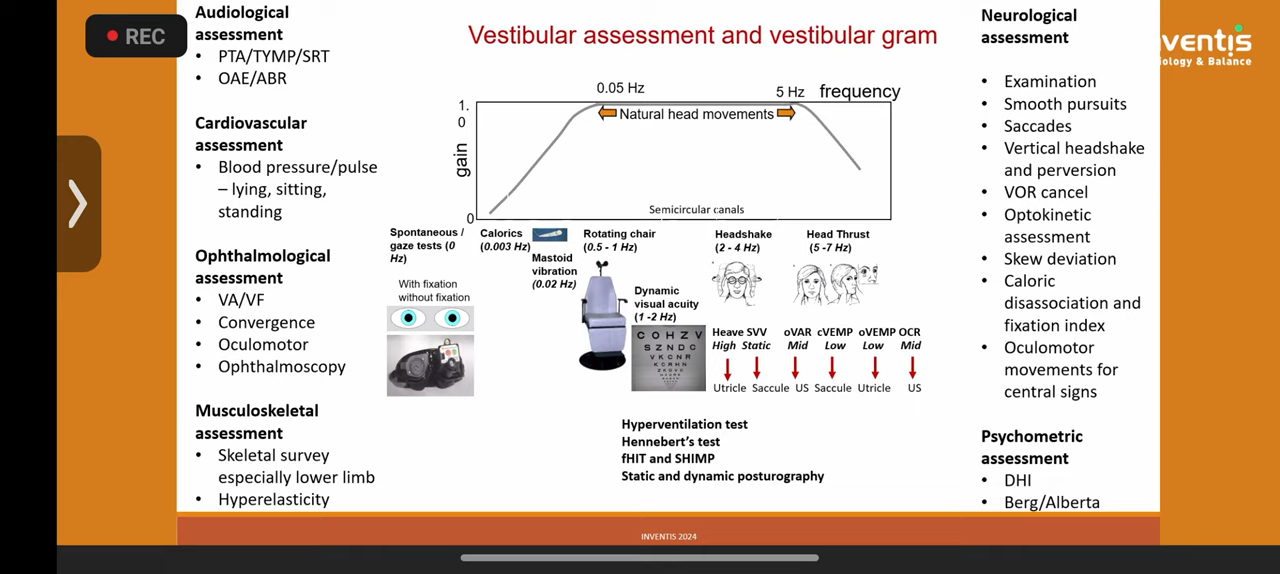 REC
Vestibular assessment and vestibular gram
ventis
iology & Balance
Audiological
assessment
• PTA/TYMP/SRT
• OAE/ABR
Cardiovascular
assessment
• Blood pressure/pulse
– lying, sitting,
standing
Ophthalmological
assessment
• VA/VF
• Convergence
• Oculomotor
• Ophthalmoscopy
Musculoskeletal
assessment
• Skeletal survey
especially lower limb
• Hyperelasticity
0.05 Hz
5 Hz
frequency
1.
0
gain
0
Natural head movements
Semicircular canals
Spontaneous /
gaze tests (0
Hz)
With fixation
without fixation
Calorics
(0.003 Hz)
Mastoid
vibration
(0.02 Hz)
Rotating chair
(0.5 - 1 Hz)
Dynamic
visual acuity
(1 -2 Hz)
C O H Z V
S Z N D C
V K C N R
K C R H N
Headshake
(2 - 4 Hz)
Head Thrust
(5 -7 Hz)
Heave SVV oVAR cVEMP oVEMP OCR
High Static Mid Low Low Mid
Utricle Saccule US Saccule Utricle US
Hyperventilation test
Hennebert's test
fHIT and SHIMP
Static and dynamic posturography
Neurological
assessment
• Examination
• Smooth pursuits
• Saccades
• Vertical headshake
and perversion
• VOR cancel
• Optokinetic
assessment
• Skew deviation
• Caloric
disassociation and
fixation index
• Oculomotor
movements for
central signs
Psychometric
assessment
• DHI
• Berg/Alberta
INVENTIS 2024